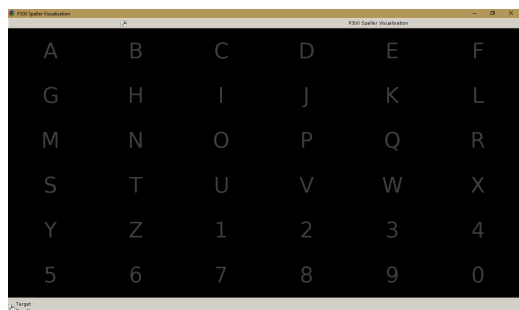 P300 Speller Visualisation
P300 Speller Visualisation
A B C D E F
G H I J K L
M N O P Q R
S T U V W X
Y Z 1 2 3 4
5 6 7 8 9 0
Target